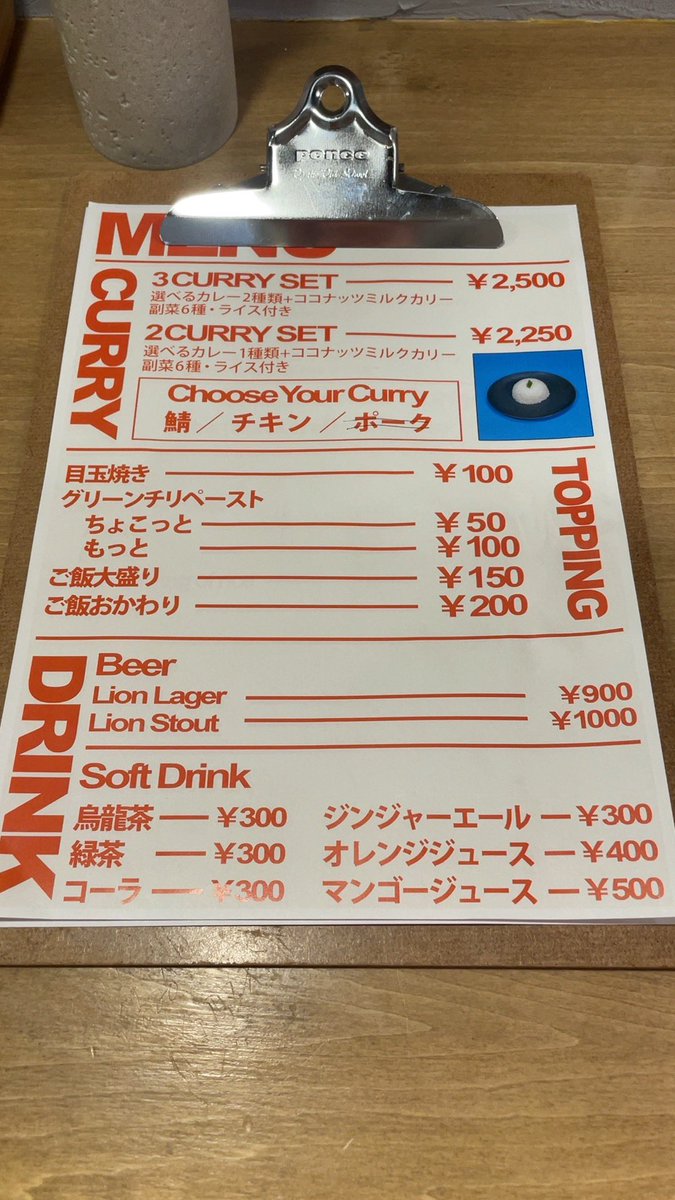 PENCO
MENU
CURRY
3 CURRY SET ¥2,500
選べるカレー2種類+ココナッツミルクカリー
副菜6種・ライス付き
2 CURRY SET ¥2,250
選べるカレー1種類+ココナッツミルクカリー
副菜6種・ライス付き
Choose Your Curry
鯖／チキン／ポーク
TOPPING
目玉焼き ¥100
グリーンチリペースト
ちょこっと ¥50
もっと ¥100
ご飯大盛り ¥150
ご飯おかわり ¥200
DRINK
Beer
Lion Lager ¥900
Lion Stout ¥1000
Soft Drink
烏龍茶 ¥300 ジンジャーエール ¥300
緑茶 ¥300 オレンジジュース ¥400
コーラ ¥300 マンゴージュース ¥500